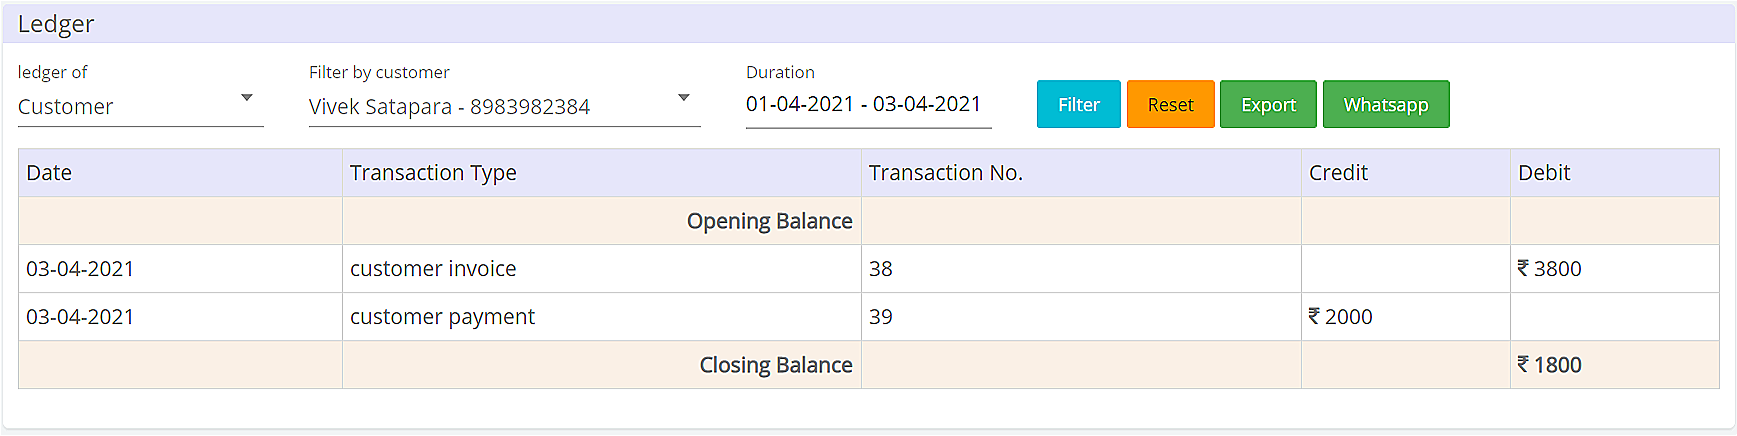 Ledger
ledger of Filter by customer Duration
Customer Vivek Satapara - 8983982384 01-04-2021 - 03-04-2021 Filter Reset Export Whatsapp
Date Transaction Type Transaction No. Credit Debit
Opening Balance
03-04-2021 customer invoice 38 ₹ 3800
03-04-2021 customer payment 39 ₹ 2000
Closing Balance ₹ 1800